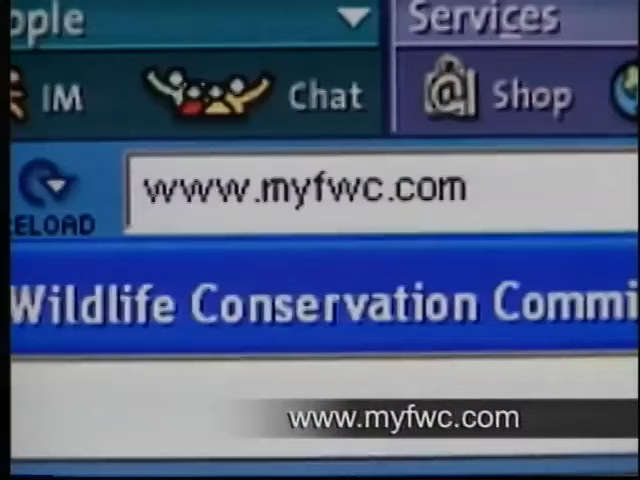 ople Services
IM Chat Shop
www.myfwc.com
ELOAD
Wildlife Conservation Commi
www.myfwc.com